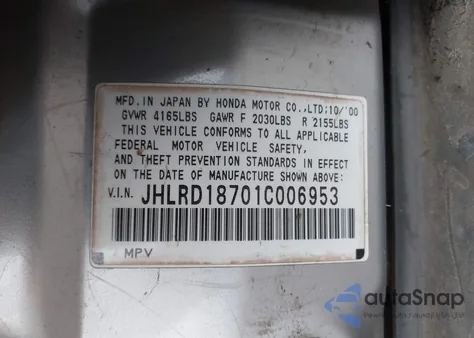 MFD. IN JAPAN BY HONDA MOTOR CO., LTD; 10/'00
GVWR 4165LBS GAWR F 2030LBS R 2155LBS
THIS VEHICLE CONFORMS TO ALL APPLICABLE
FEDERAL MOTOR VEHICLE SAFETY,
AND THEFT PREVENTION STANDARDS IN EFFECT
ON THE DATE OF MANUFACTURE SHOWN ABOVE:
V.I.N. JHLRD18701C006953
MPV
autoSnap